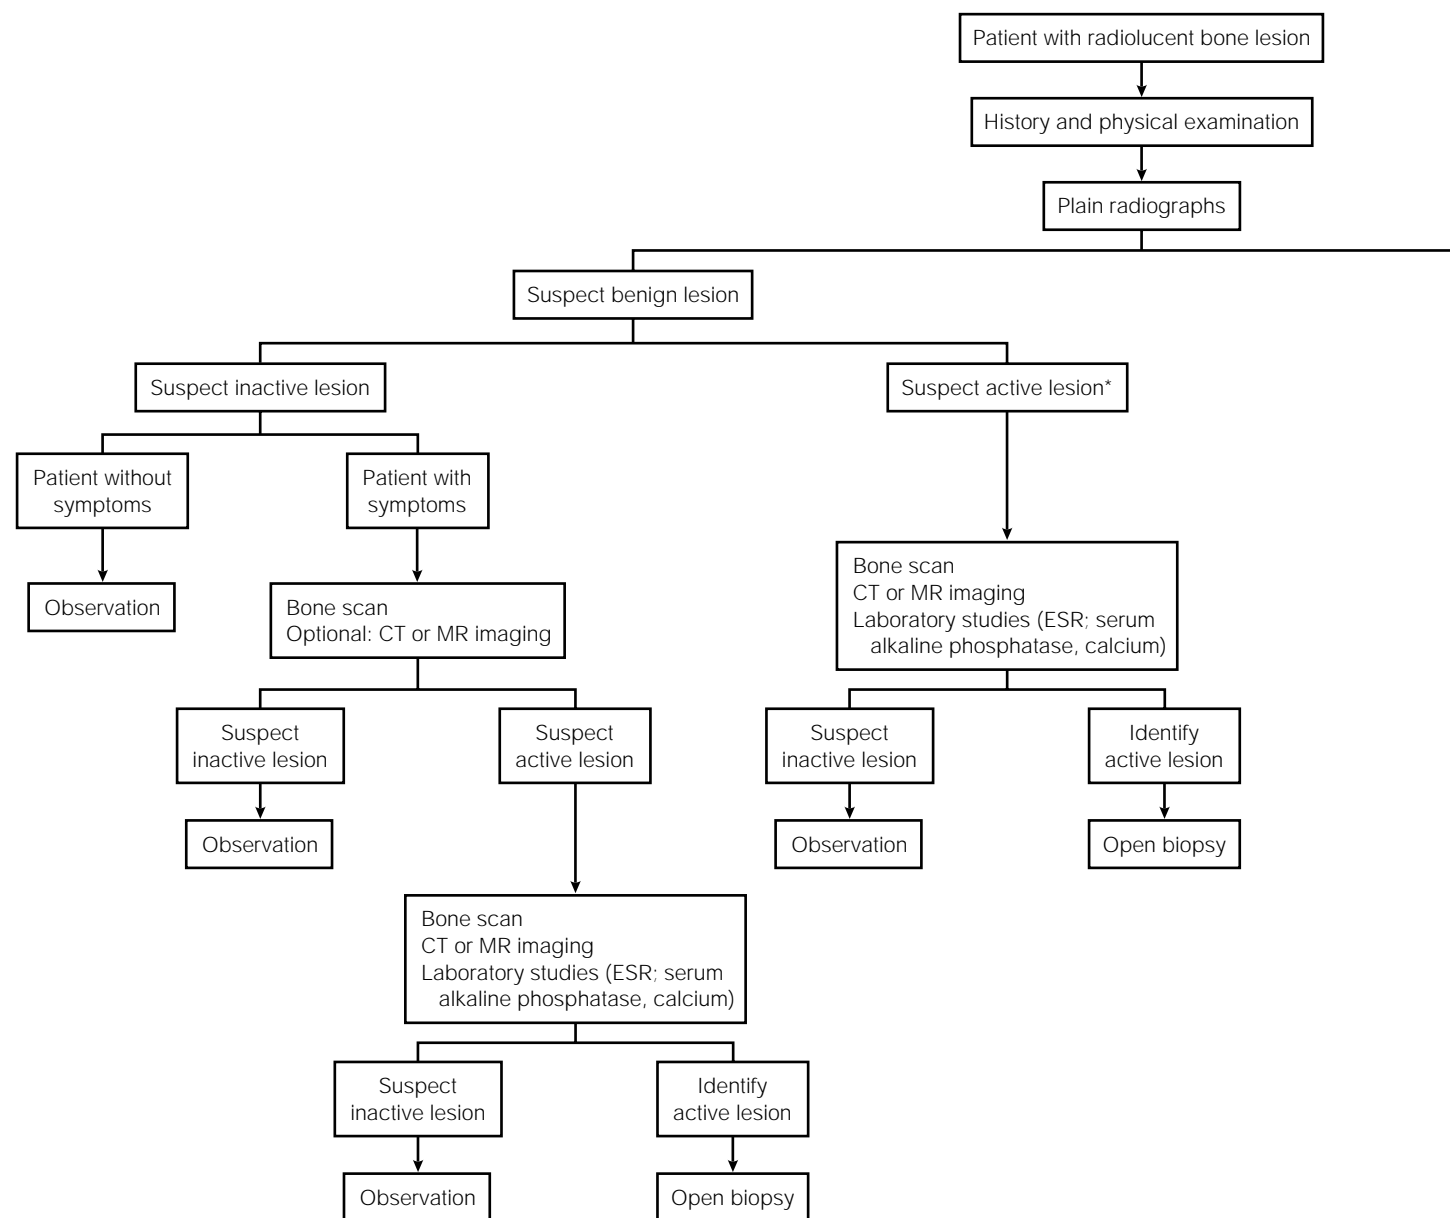 Patient with radiolucent bone lesion
History and physical examination
Plain radiographs
Suspect benign lesion
Suspect inactive lesion
Suspect active lesion*
Patient without
symptoms
Patient with
symptoms
Observation
Bone scan
Optional: CT or MR imaging
Bone scan
CT or MR imaging
Laboratory studies (ESR; serum
alkaline phosphatase, calcium)
Suspect
inactive lesion
Suspect
active lesion
Suspect
inactive lesion
Identify
active lesion
Observation
Observation
Open biopsy
Bone scan
CT or MR imaging
Laboratory studies (ESR; serum
alkaline phosphatase, calcium)
Suspect
inactive lesion
Identify
active lesion
Observation
Open biopsy